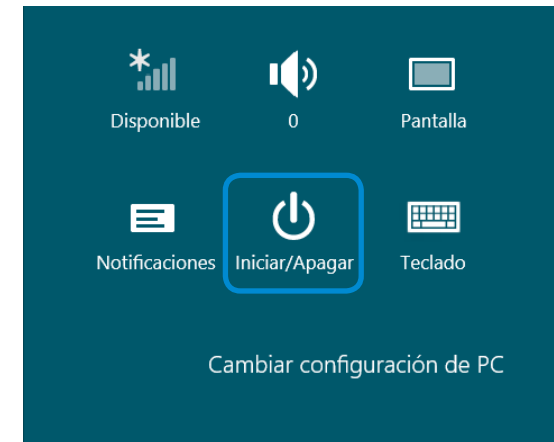 Disponible
0
Pantalla
Notificaciones
Iniciar/Apagar
Teclado
Cambiar configuración de PC